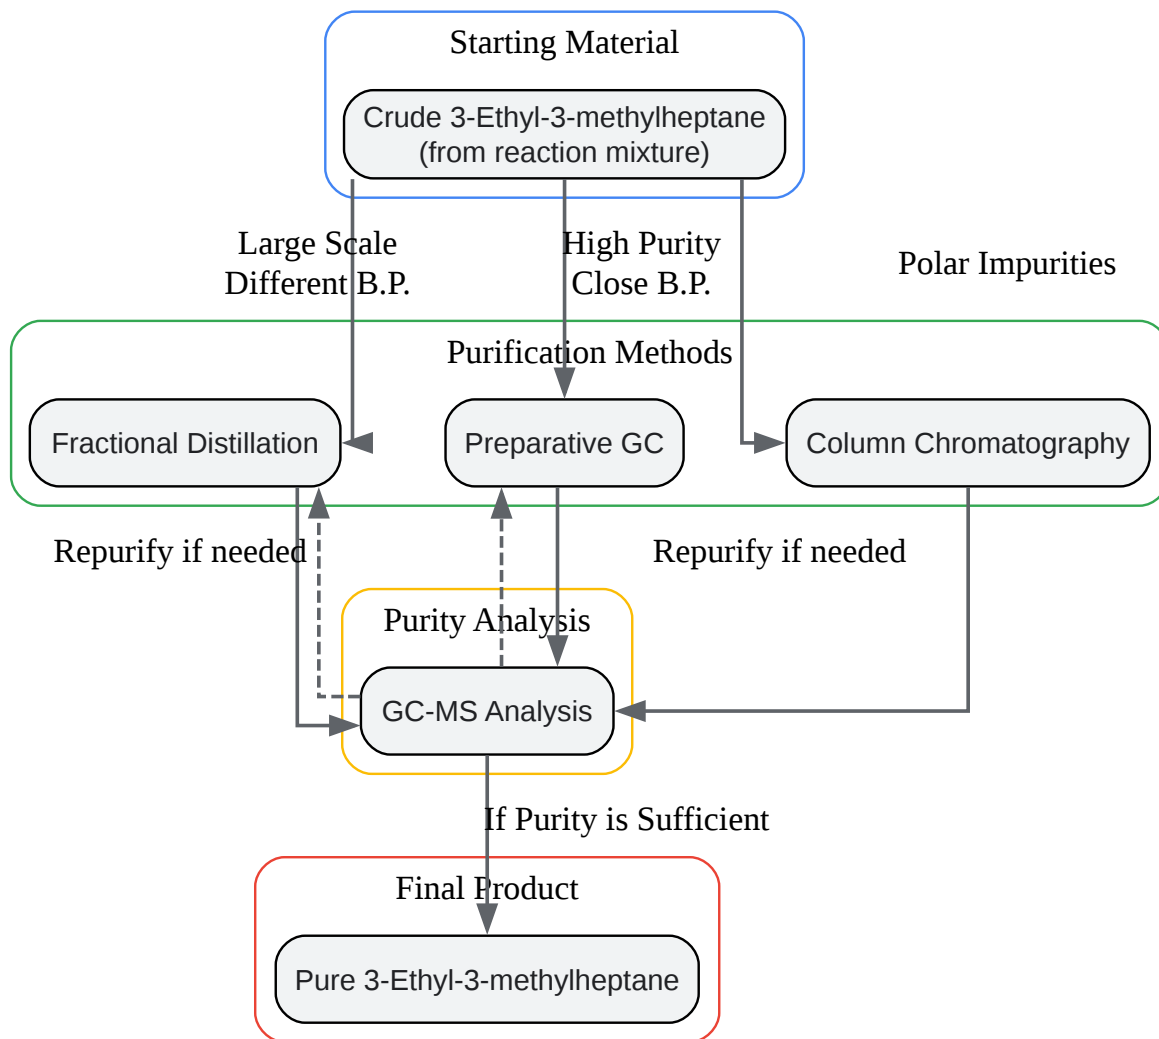 Starting Material
Crude 3-Ethyl-3-methylheptane
(from reaction mixture)
Large Scale
Different B.P.
High Purity
Close B.P.
Polar Impurities
Purification Methods
Fractional Distillation
Preparative GC
Column Chromatography
Repurify if needed
Repurify if needed
Purity Analysis
GC-MS Analysis
If Purity is Sufficient
Final Product
Pure 3-Ethyl-3-methylheptane